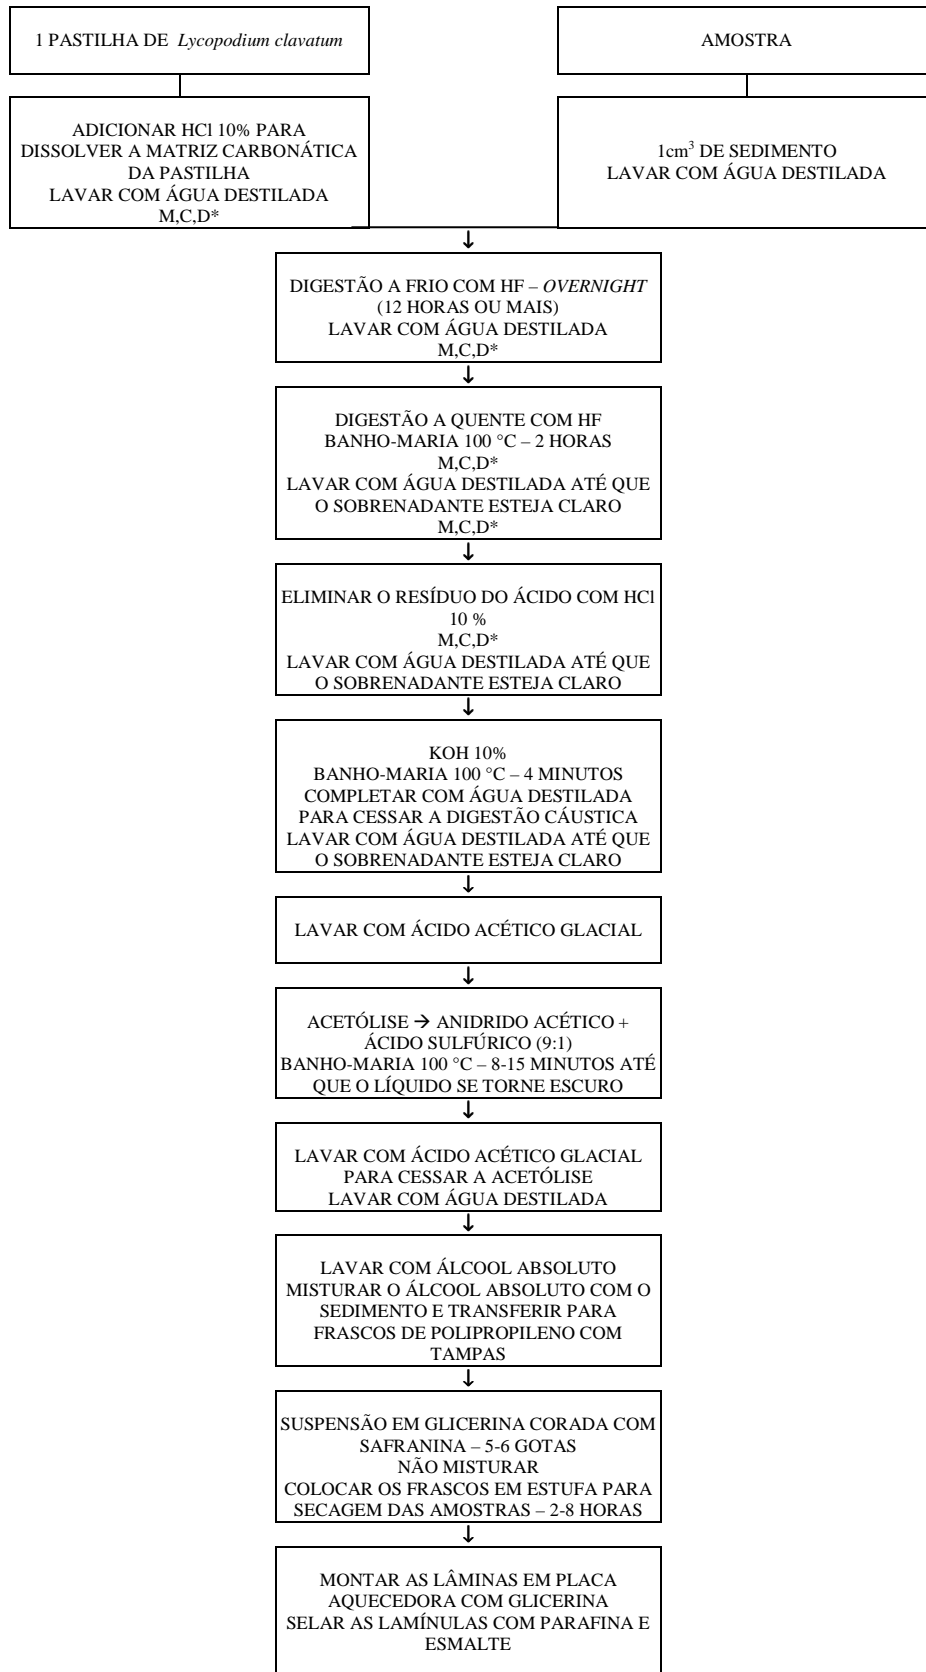 1 PASTILHA DE Lycopodium clavatum
AMOSTRA
ADICIONAR HCl 10% PARA
DISSOLVER A MATRIZ CARBONÁTICA
DA PASTILHA
LAVAR COM ÁGUA DESTILADA
M,C,D*
1cm³ DE SEDIMENTO
LAVAR COM ÁGUA DESTILADA
DIGESTÃO A FRIO COM HF – OVERNIGHT
(12 HORAS OU MAIS)
LAVAR COM ÁGUA DESTILADA
M,C,D*
DIGESTÃO A QUENTE COM HF
BANHO-MARIA 100 °C – 2 HORAS
M,C,D*
LAVAR COM ÁGUA DESTILADA ATÉ QUE
O SOBRENADANTE ESTEJA CLARO
M,C,D*
ELIMINAR O RESÍDUO DO ÁCIDO COM HCl
10 %
M,C,D*
LAVAR COM ÁGUA DESTILADA ATÉ QUE
O SOBRENADANTE ESTEJA CLARO
KOH 10%
BANHO-MARIA 100 °C – 4 MINUTOS
COMPLETAR COM ÁGUA DESTILADA
PARA CESSAR A DIGESTÃO CÁUSTICA
LAVAR COM ÁGUA DESTILADA ATÉ QUE
O SOBRENADANTE ESTEJA CLARO
LAVAR COM ÁCIDO ACÉTICO GLACIAL
ACETÓLISE → ANIDRIDO ACÉTICO +
ÁCIDO SULFÚRICO (9:1)
BANHO-MARIA 100 °C – 8-15 MINUTOS ATÉ
QUE O LÍQUIDO SE TORNE ESCURO
LAVAR COM ÁCIDO ACÉTICO GLACIAL
PARA CESSAR A ACETÓLISE
LAVAR COM ÁGUA DESTILADA
LAVAR COM ÁLCOOL ABSOLUTO
MISTURAR O ÁLCOOL ABSOLUTO COM O
SEDIMENTO E TRANSFERIR PARA
FRASCOS DE POLIPROPILENO COM
TAMPAS
SUSPENSÃO EM GLICERINA CORADA COM
SAFRANINA – 5-6 GOTAS
NÃO MISTURAR
COLOCAR OS FRASCOS EM ESTUFA PARA
SECAGEM DAS AMOSTRAS – 2-8 HORAS
MONTAR AS LÂMINAS EM PLACA
AQUECEDORA COM GLICERINA
SELAR AS LAMÍNULAS COM PARAFINA E
ESMALTE